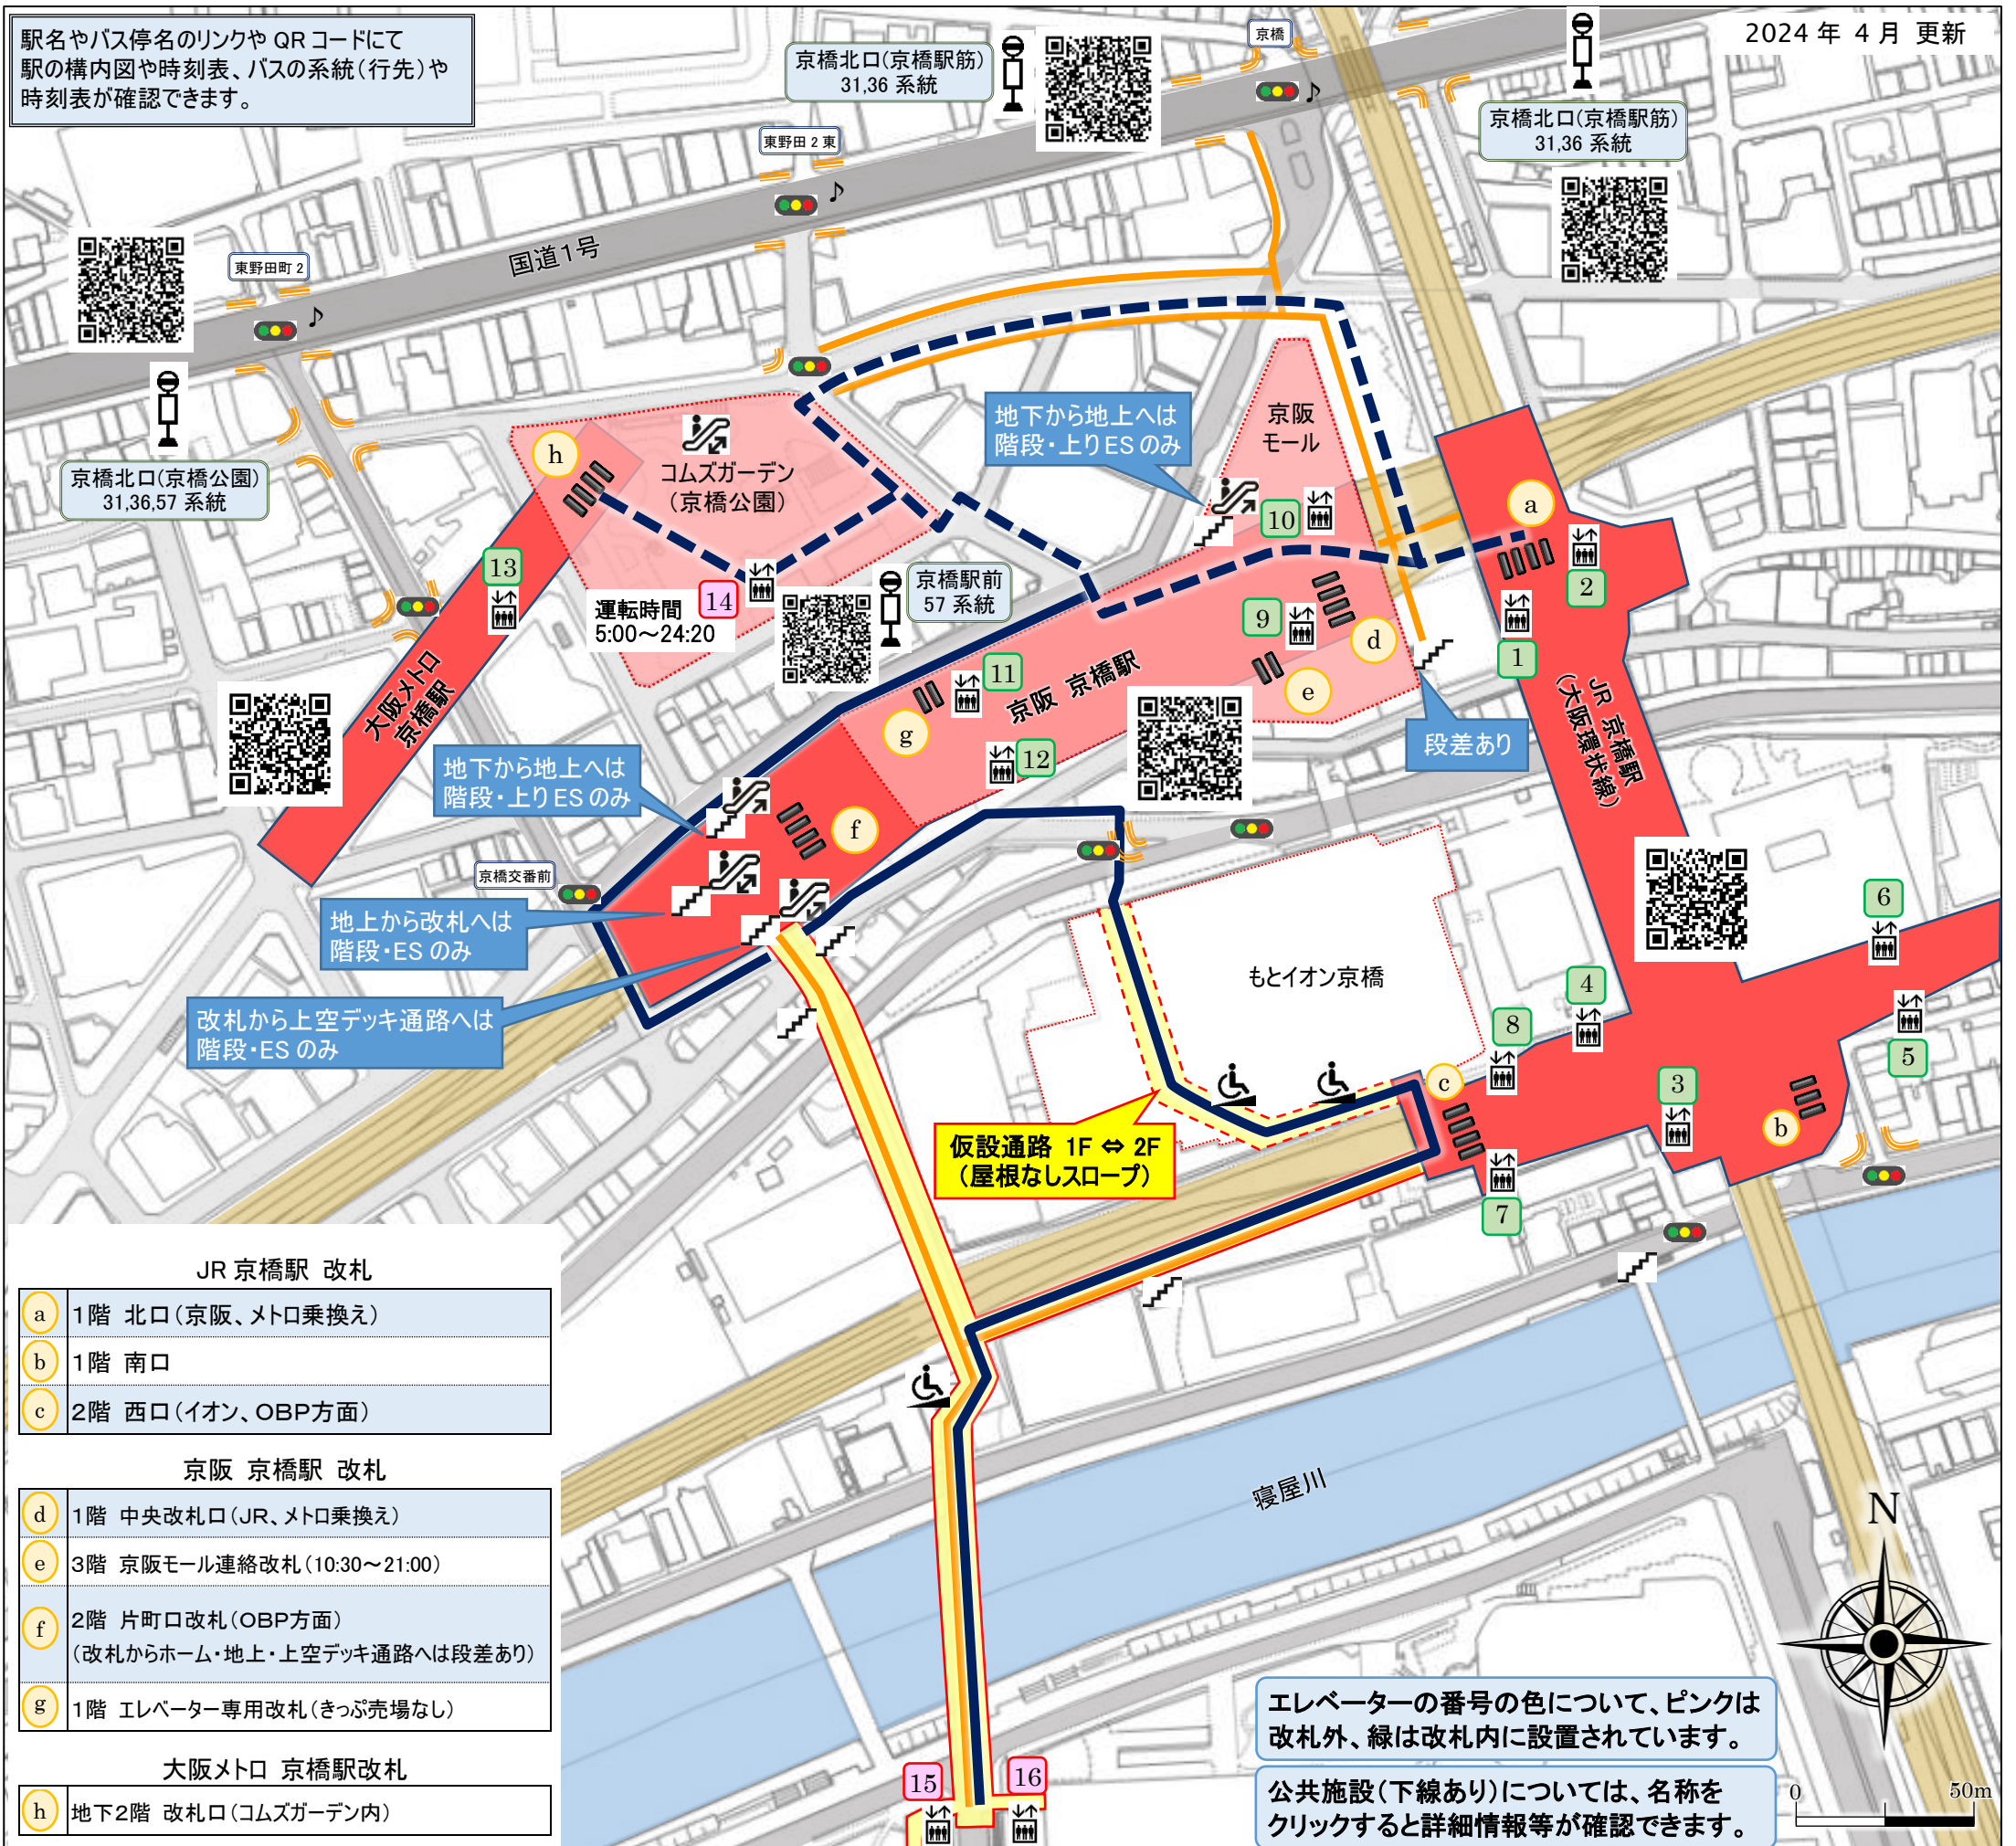 駅名やバス停名のリンクや QR コードにて
駅の構内図や時刻表、バスの系統(行先)や
時刻表が確認できます。
2024 年 4 月 更新
京橋北口(京橋駅筋)
31,36 系統
京橋
京橋北口(京橋駅筋)
31,36 系統
東野田 2 東
東野田町 2
国道1号
京橋北口(京橋公園)
31,36,57 系統
h
コムズガーデン
(京橋公園)
地下から地上へは
階段・上りES のみ
京阪
モール
10
a
2
1
13
14
運転時間
5:00～24:20
京橋駅前
57 系統
9
d
e
11
g
12
京阪 京橋駅
大阪メトロ
京橋駅
JR 京橋駅
(大阪環状線)
段差あり
地下から地上へは
階段・上り ES のみ
f
京橋交番前
地上から改札へは
階段・ES のみ
改札から上空デッキ通路へは
階段・ES のみ
もとイオン京橋
6
4
8
5
3
c
b
7
仮設通路 1F ⇔ 2F
(屋根なしスロープ)
寝屋川
JR 京橋駅 改札
a 1階 北口(京阪、メトロ乗換え)
b 1階 南口
c 2階 西口(イオン、OBP方面)
京阪 京橋駅 改札
d 1階 中央改札口(JR、メトロ乗換え)
e 3階 京阪モール連絡改札(10:30～21:00)
f 2階 片町口改札(OBP方面)
(改札からホーム・地上・上空デッキ通路へは段差あり)
g 1階 エレベーター専用改札(きっぷ売場なし)
大阪メトロ 京橋駅改札
h 地下2階 改札口(コムズガーデン内)
15
16
N
エレベーターの番号の色について、ピンクは
改札外、緑は改札内に設置されています。
公共施設(下線あり)については、名称を
クリックすると詳細情報等が確認できます。
0 50m